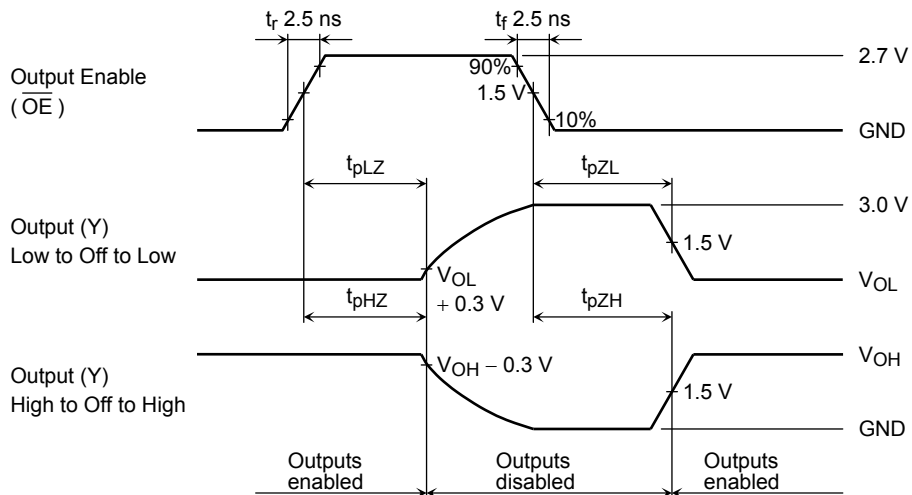 tr 2.5 ns
tf 2.5 ns
2.7 V
90%
Output Enable
( OE )
1.5 V
10%
GND
tpLZ
tpZL
3.0 V
Output (Y)
Low to Off to Low
1.5 V
VOL
+ 0.3 V
VOL
tpHZ
tpZH
VOH
VOH − 0.3 V
Output (Y)
High to Off to High
1.5 V
GND
Outputs
enabled
Outputs
disabled
Outputs
enabled